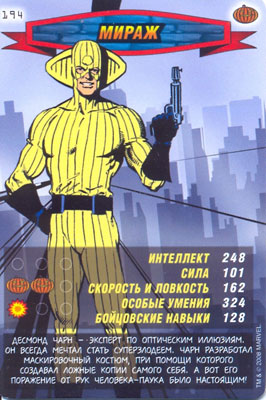 194
МИРАЖ
ИНТЕЛЛЕКТ 248
СИЛА 101
СКОРОСТЬ И ЛОВКОСТЬ 162
ОСОБЫЕ УМЕНИЯ 324
БОЙЦОВСКИЕ НАВЫКИ 128
ДЕСМОНД ЧАРН - ЭКСПЕРТ ПО ОПТИЧЕСКИМ ИЛЛЮЗИЯМ.
ОН ВСЕГДА МЕЧТАЛ СТАТЬ СУПЕРЗЛОДЕЕМ. ЧАРН РАЗРАБОТАЛ
МАСКИРОВОЧНЫЙ КОСТЮМ, ПРИ ПОМОЩИ КОТОРОГО
СОЗДАВАЛ ЛОЖНЫЕ КОПИИ САМОГО СЕБЯ. А ВОТ ЕГО
ПОРАЖЕНИЕ ОТ РУК ЧЕЛОВЕКА-ПАУКА БЫЛО НАСТОЯЩИМ!
TM & © 2008 MARVEL